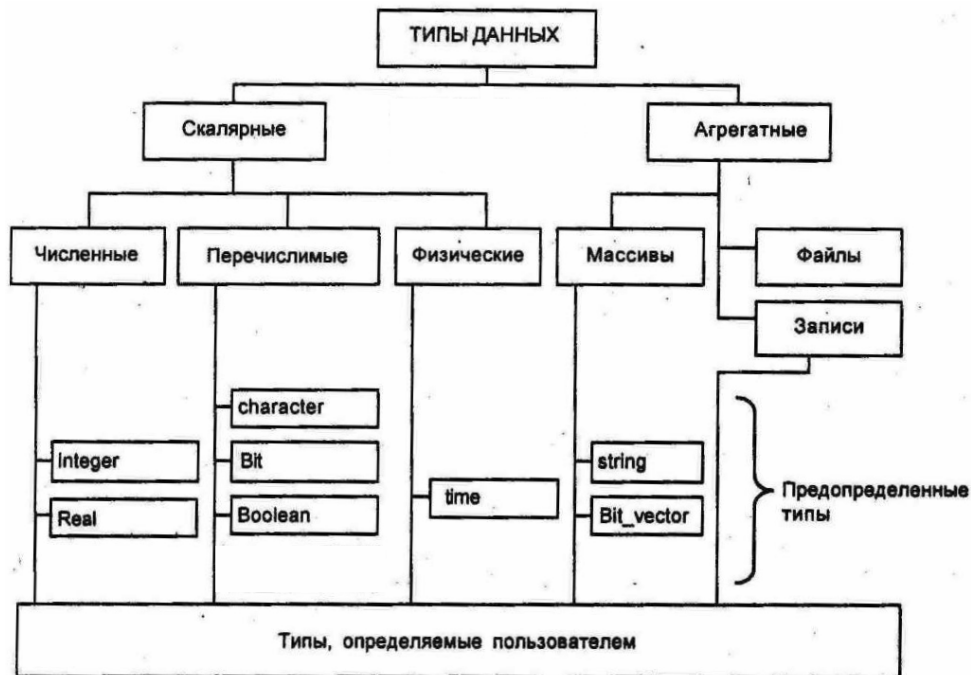 ТИПЫ ДАННЫХ
Скалярные
Агрегатные
Численные
Перечислимые
Физические
Массивы
Файлы
Записи
character
integer
Bit
string
Real
Boolean
time
Bit_vector
Предопределенные
типы
Типы, определяемые пользователем